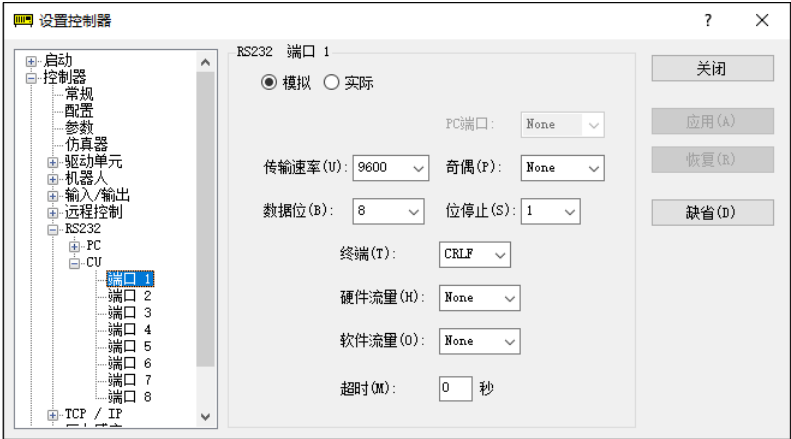 设置控制器
? ×
启动
控制器
常规
配置
参数
仿真器
驱动单元
机器人
输入/输出
远程控制
RS232
PC
CU
端口 1
端口 2
端口 3
端口 4
端口 5
端口 6
端口 7
端口 8
TCP / IP
RS232 端口 1
模拟 实际
PC端口: None
传输速率(U): 9600 奇偶(P): None
数据位(B): 8 位停止(S): 1
终端(T): CRLF
硬件流量(H): None
软件流量(O): None
超时(M): 0 秒
关闭
应用(A)
恢复(R)
缺省(D)